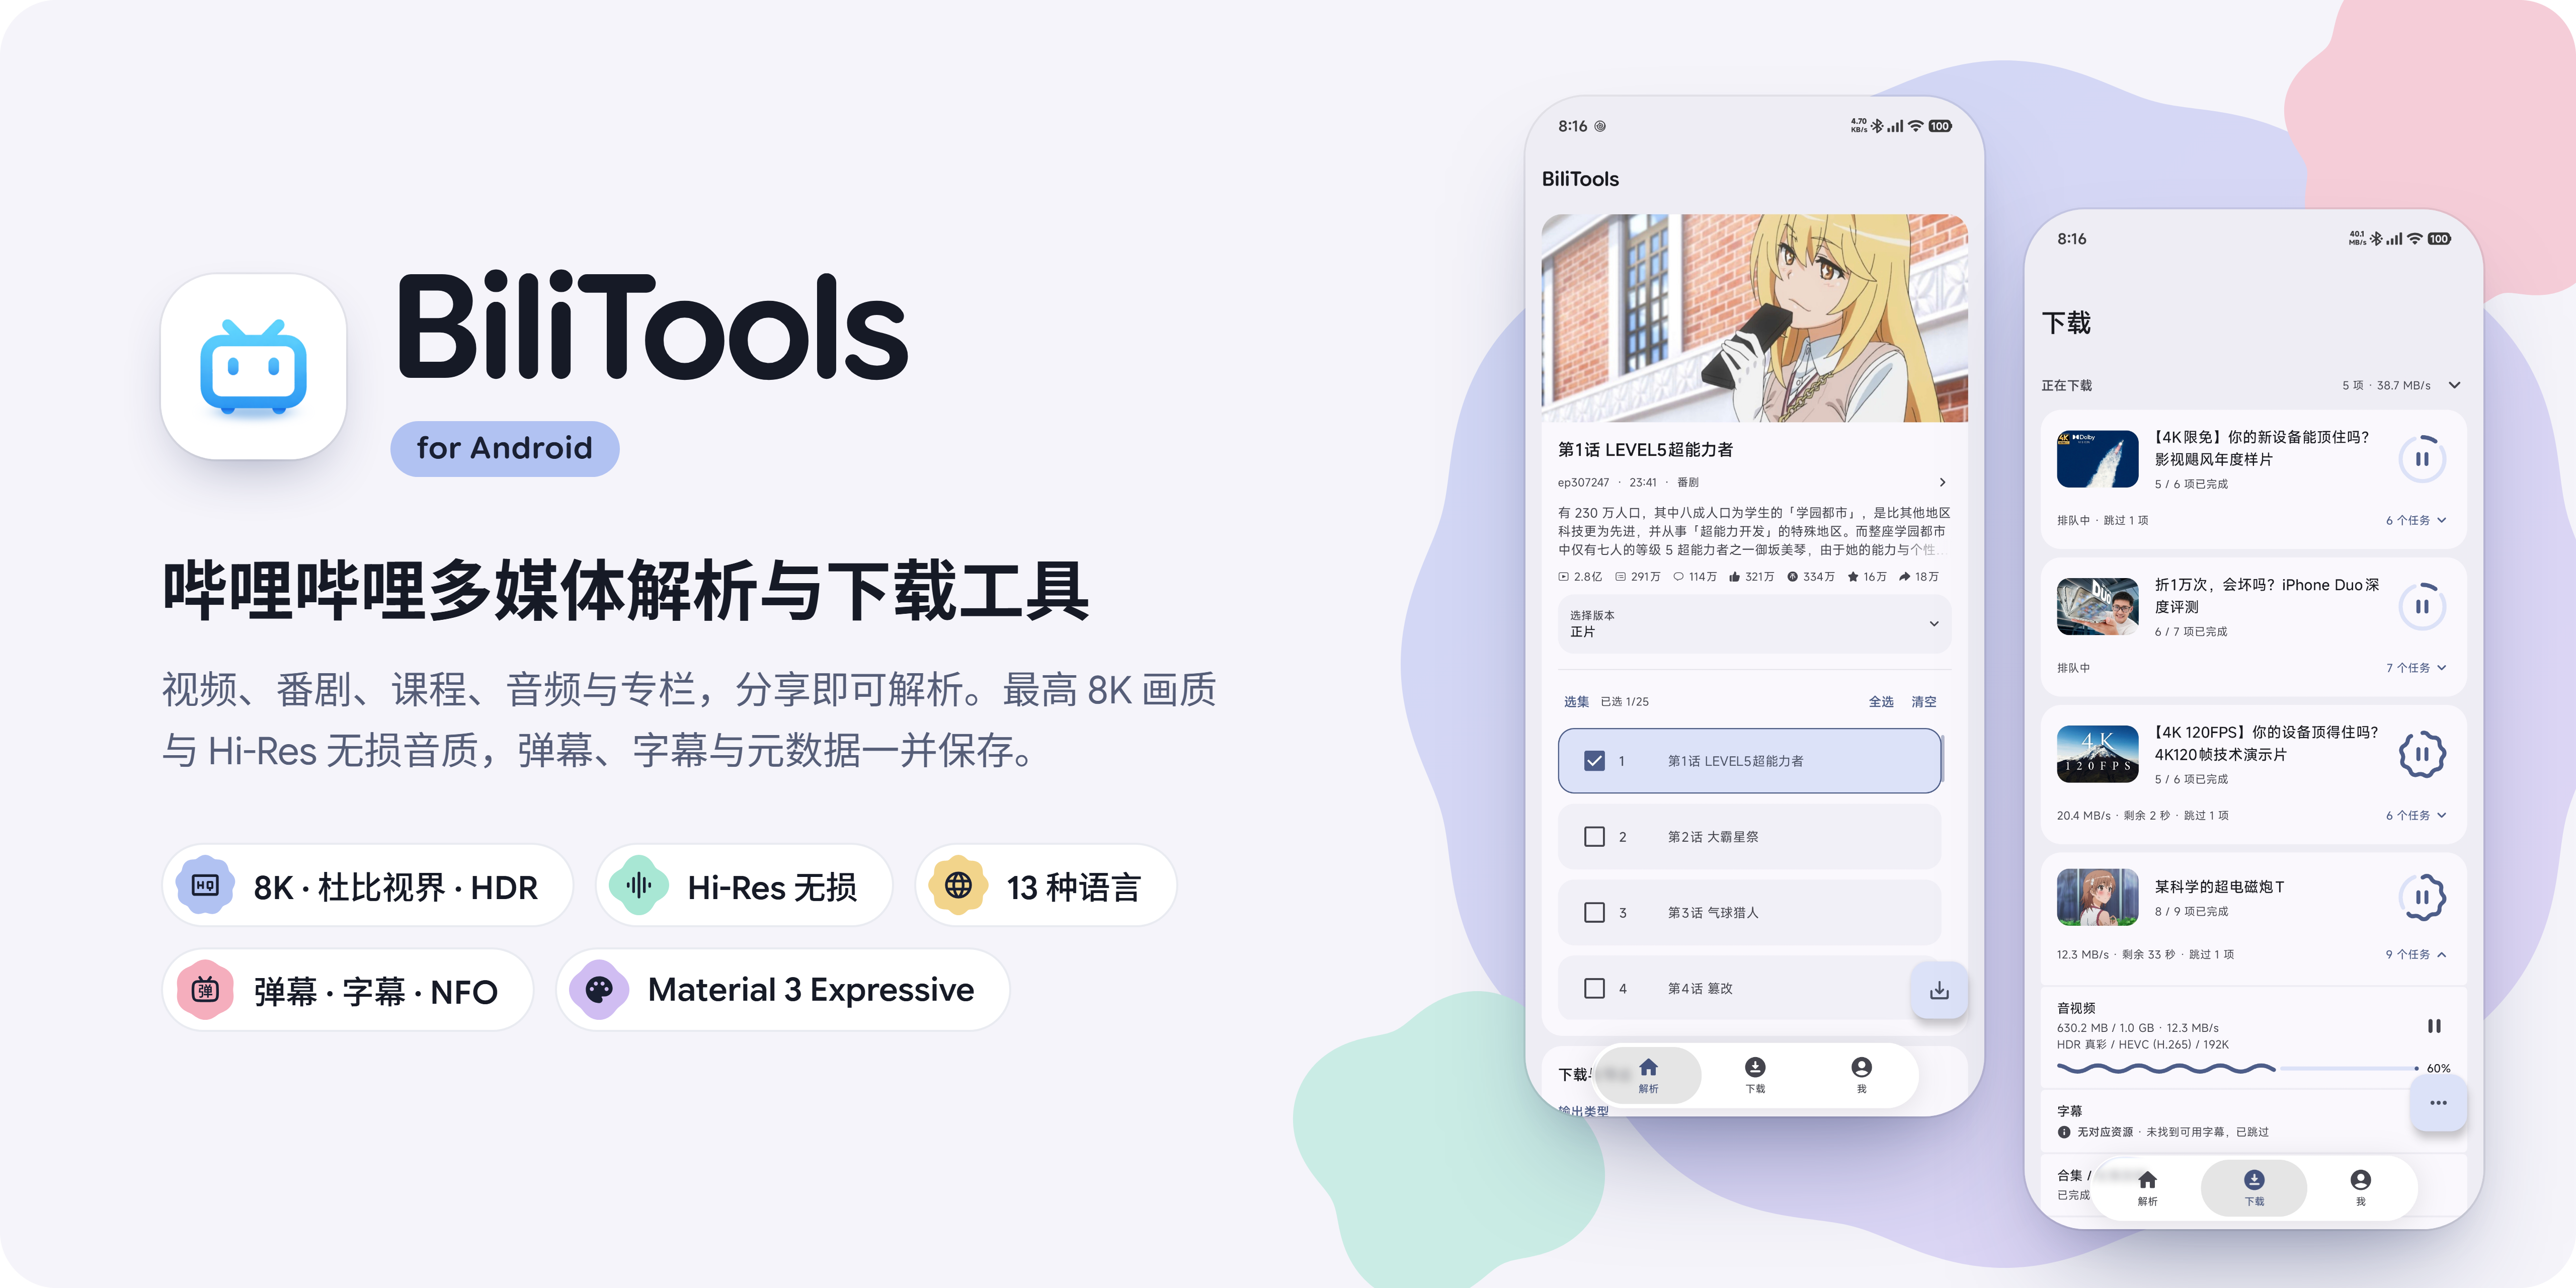 BiliTools
for Android
哔哩哔哩多媒体解析与下载工具
视频、番剧、课程、音频与专栏，分享即可解析。最高 8K 画质
与 Hi-Res 无损音质，弹幕、字幕与元数据一并保存。
HQ
8K · 杜比视界 · HDR
Hi-Res 无损
13 种语言
弹
弹幕 · 字幕 · NFO
Material 3 Expressive
8:16
4.70
KB/s
100
BiliTools
第1话 LEVEL5超能力者
ep307247 · 23:41 · 番剧
有 230 万人口，其中八成人口为学生的「学园都市」，是比其他地区
科技更为先进，并从事「超能力开发」的特殊地区。而整座学园都市
中仅有七人的等级 5 超能力者之一御坂美琴，由于她的能力与个性...
2.8亿 291万 114万 321万 334万 16万 18万
选择版本
正片
选集 已选 1/25 全选 清空
1 第1话 LEVEL5超能力者
2 第2话 大霸星祭
3 第3话 气球猎人
4 第4话 篡改
下载
输出类型
解析 下载 我
8:16
40.1
MB/s
100
下载
正在下载 5 项 · 38.7 MB/s
4K Dolby
【4K限免】你的新设备能顶住吗？
影视飓风年度样片
5 / 6 项已完成
排队中 · 跳过 1 项 6 个任务
DUO
折1万次，会坏吗？iPhone Duo深
度评测
6 / 7 项已完成
排队中 7 个任务
4K
120FPS
【4K 120FPS】你的设备顶得住吗？
4K120帧技术演示片
5 / 6 项已完成
20.4 MB/s · 剩余 2 秒 · 跳过 1 项 6 个任务
某科学的超电磁炮T
8 / 9 项已完成
12.3 MB/s · 剩余 33 秒 · 跳过 1 项 9 个任务
音视频
630.2 MB / 1.0 GB · 12.3 MB/s
HDR 真彩 / HEVC (H.265) / 192K
60%
字幕
无对应资源 · 未找到可用字幕，已跳过
合集 /
已完成
解析 下载 我